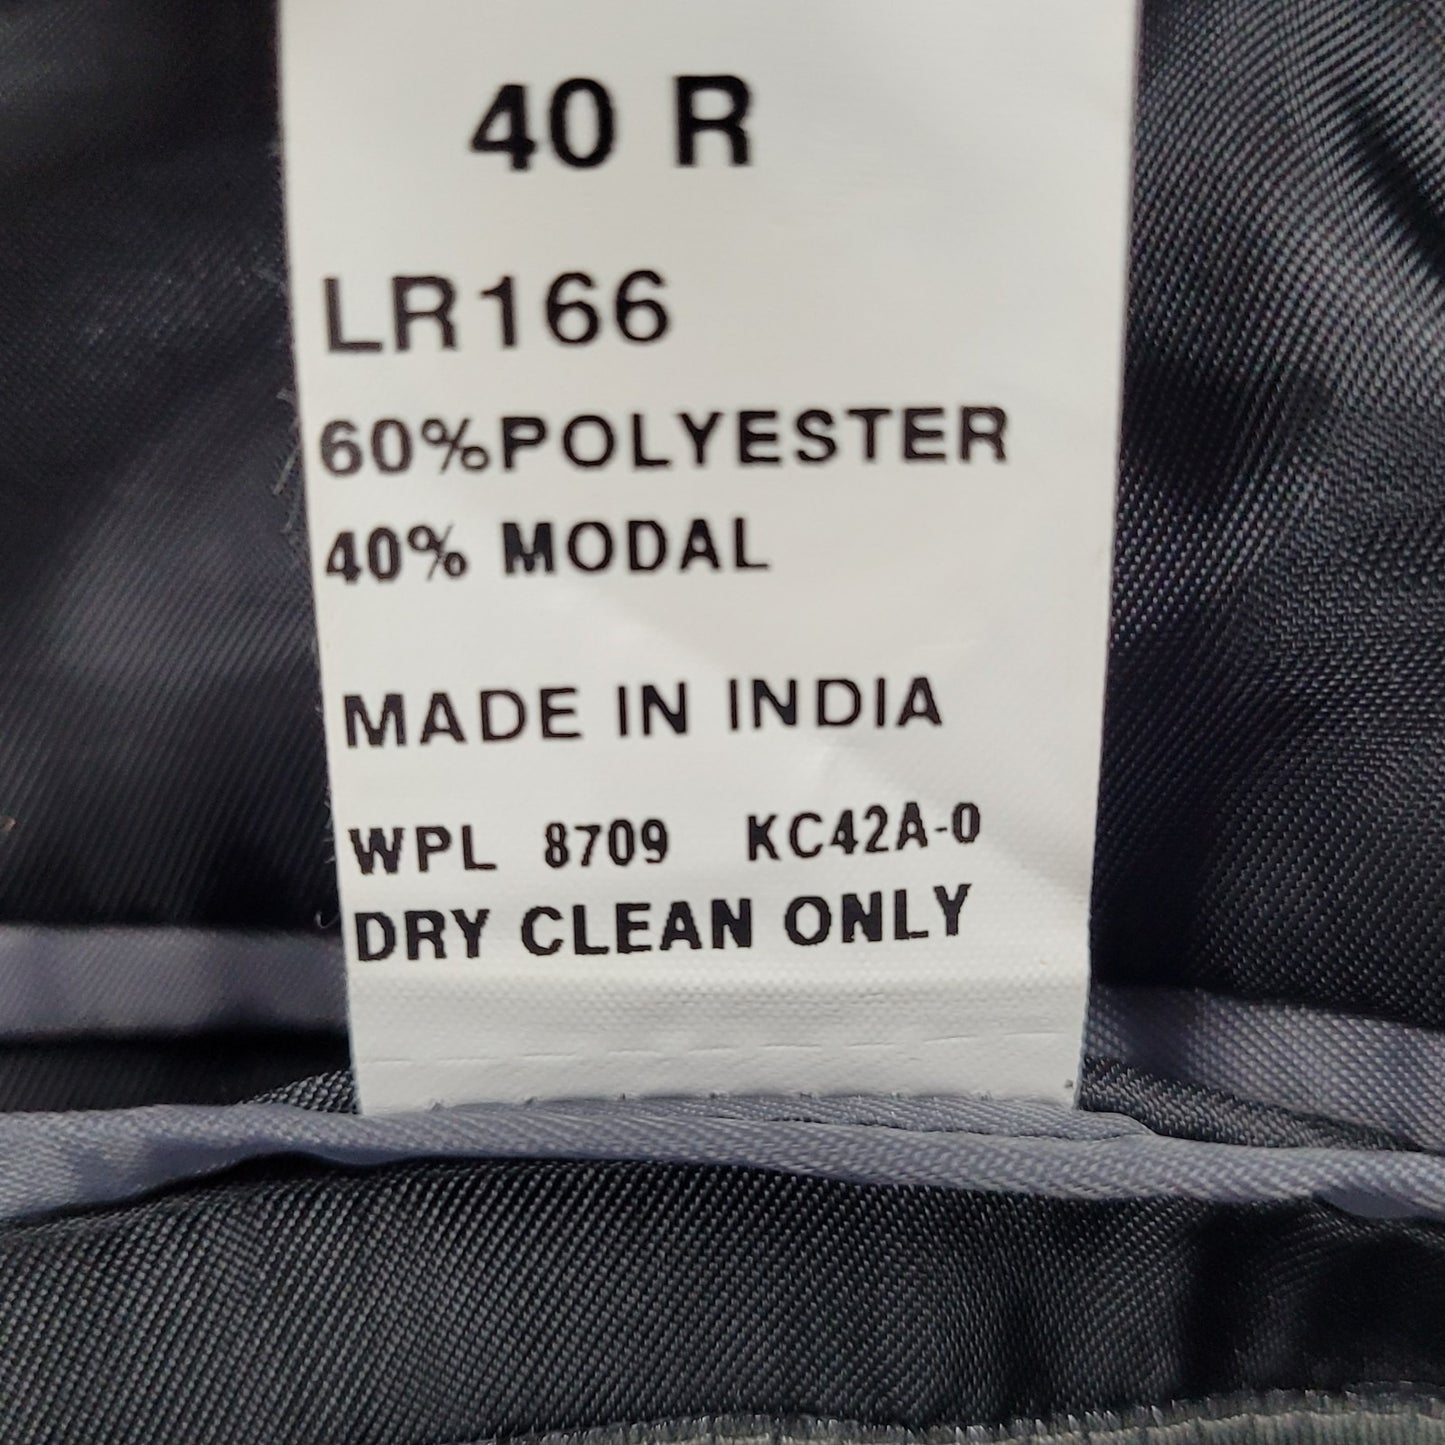 40 R
LR166
60%POLYESTER
40% MODAL
MADE IN INDIA
WPL 8709 KC42A-0
DRY CLEAN ONLY